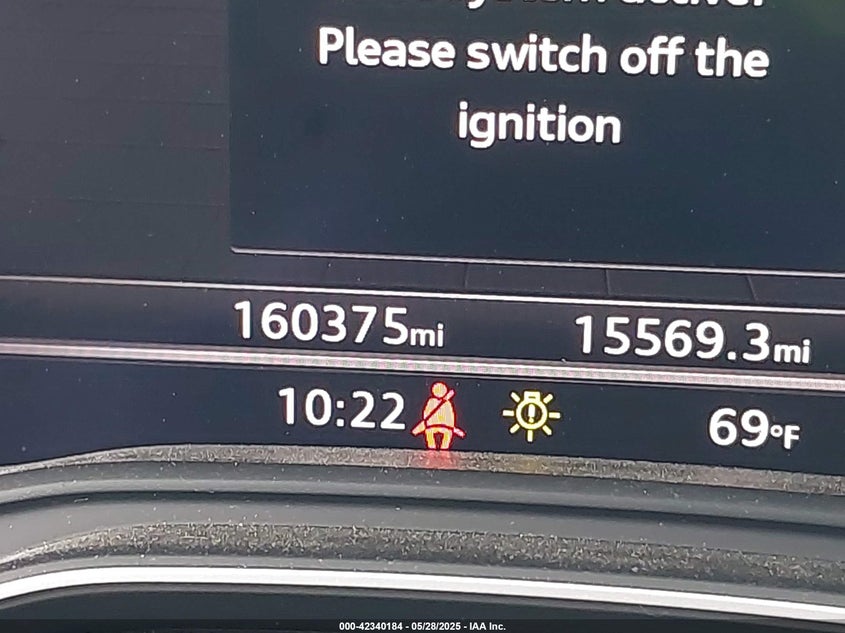 Please switch off the
ignition
160375mi 15569.3mi
10:22 69°F
000-42340184 - 05/28/2025 - IAA Inc.